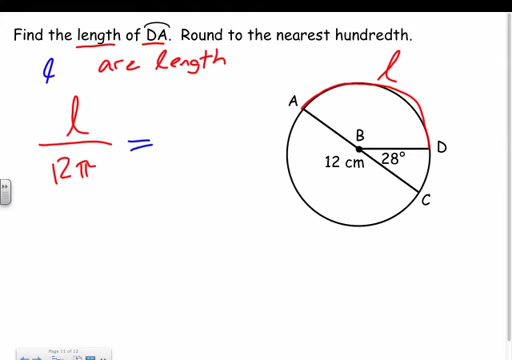 Find the length of DA. Round to the nearest hundredth.
¢ arc length
l
l
12π
=
A
B
D
12 cm
28°
C
Page 11 of 12